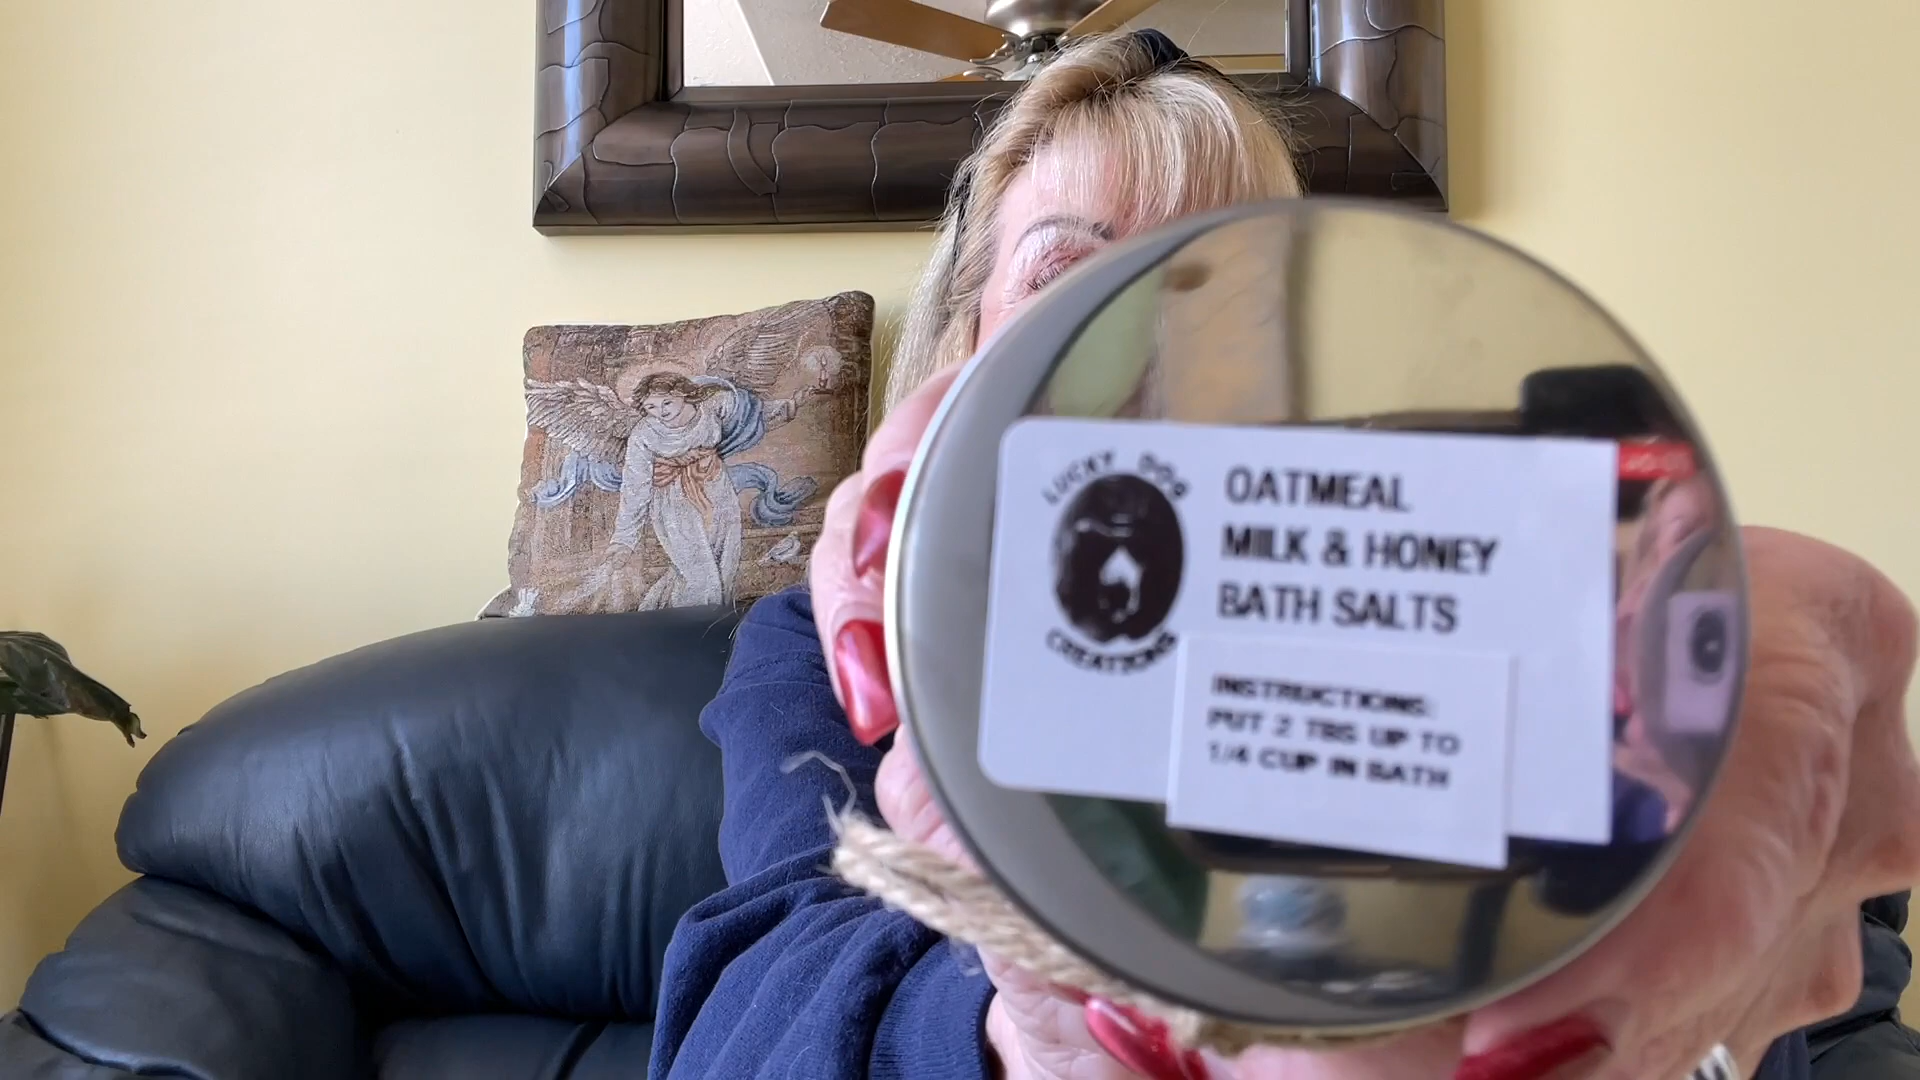 LUCKY DOG
CREATIONS
OATMEAL
MILK & HONEY
BATH SALTS
INSTRUCTIONS:
PUT 2 TBS UP TO
1/4 CUP IN BATH